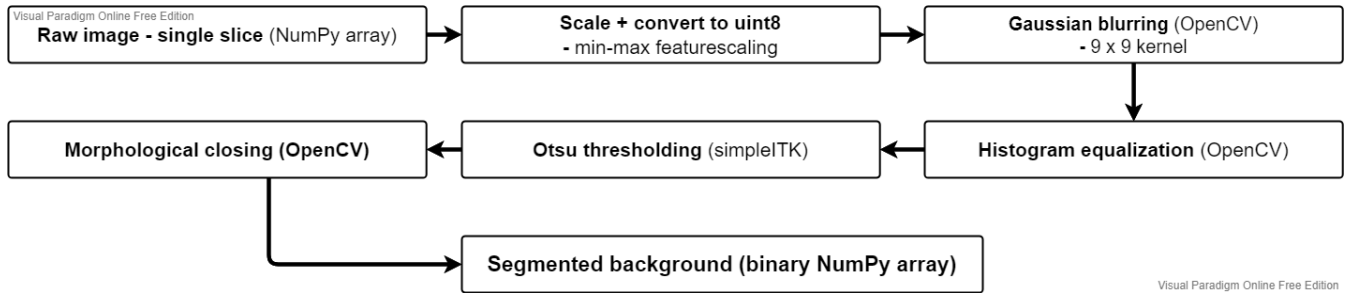 Visual Paradigm Online Free Edition
Raw image - single slice (NumPy array)
Scale + convert to uint8
- min-max featurescaling
Gaussian blurring (OpenCV)
- 9 x 9 kernel
Histogram equalization (OpenCV)
Otsu thresholding (simpleITK)
Morphological closing (OpenCV)
Segmented background (binary NumPy array)
Visual Paradigm Online Free Edition